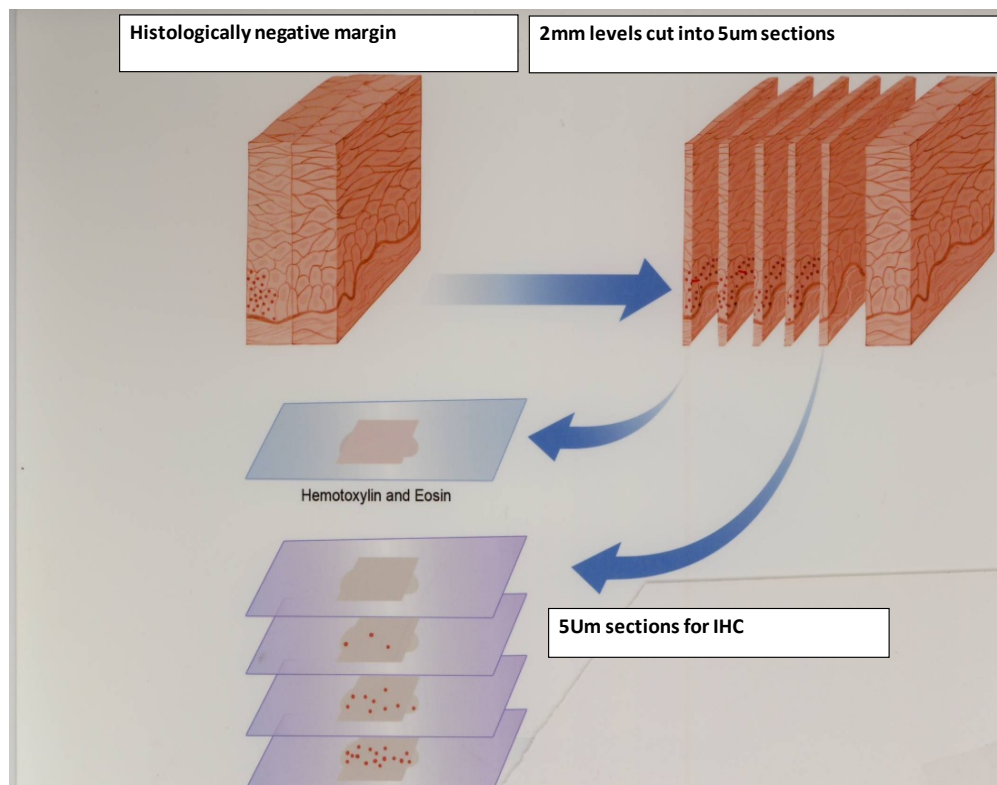 Histologically negative margin
2mm levels cut into 5um sections
Hemotoxylin and Eosin
5Um sections for IHC